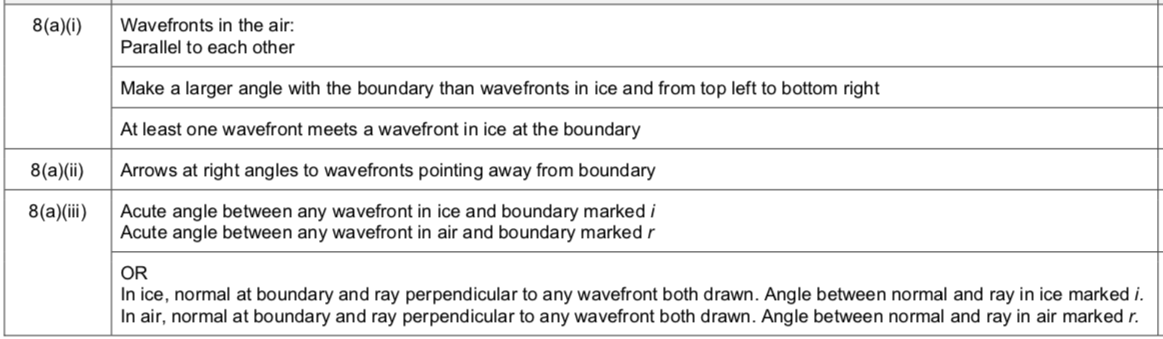 8(a)(i)
Wavefronts in the air:
Parallel to each other
Make a larger angle with the boundary than wavefronts in ice and from top left to bottom right
At least one wavefront meets a wavefront in ice at the boundary
8(a)(ii)
Arrows at right angles to wavefronts pointing away from boundary
8(a)(iii)
Acute angle between any wavefront in ice and boundary marked i
Acute angle between any wavefront in air and boundary marked r
OR
In ice, normal at boundary and ray perpendicular to any wavefront both drawn. Angle between normal and ray in ice marked i.
In air, normal at boundary and ray perpendicular to any wavefront both drawn. Angle between normal and ray in air marked r.